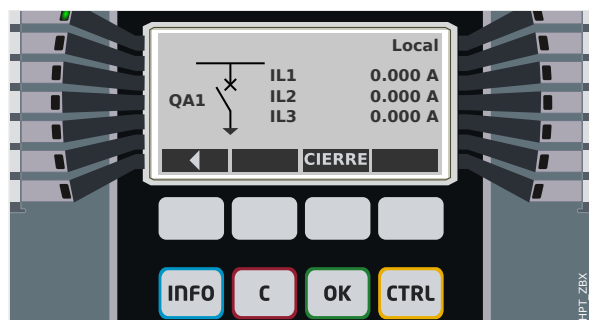 Local
IL1 0.000 A
QA1 IL2 0.000 A
IL3 0.000 A
CIERRE
INFO C OK CTRL
HPT_ZBX